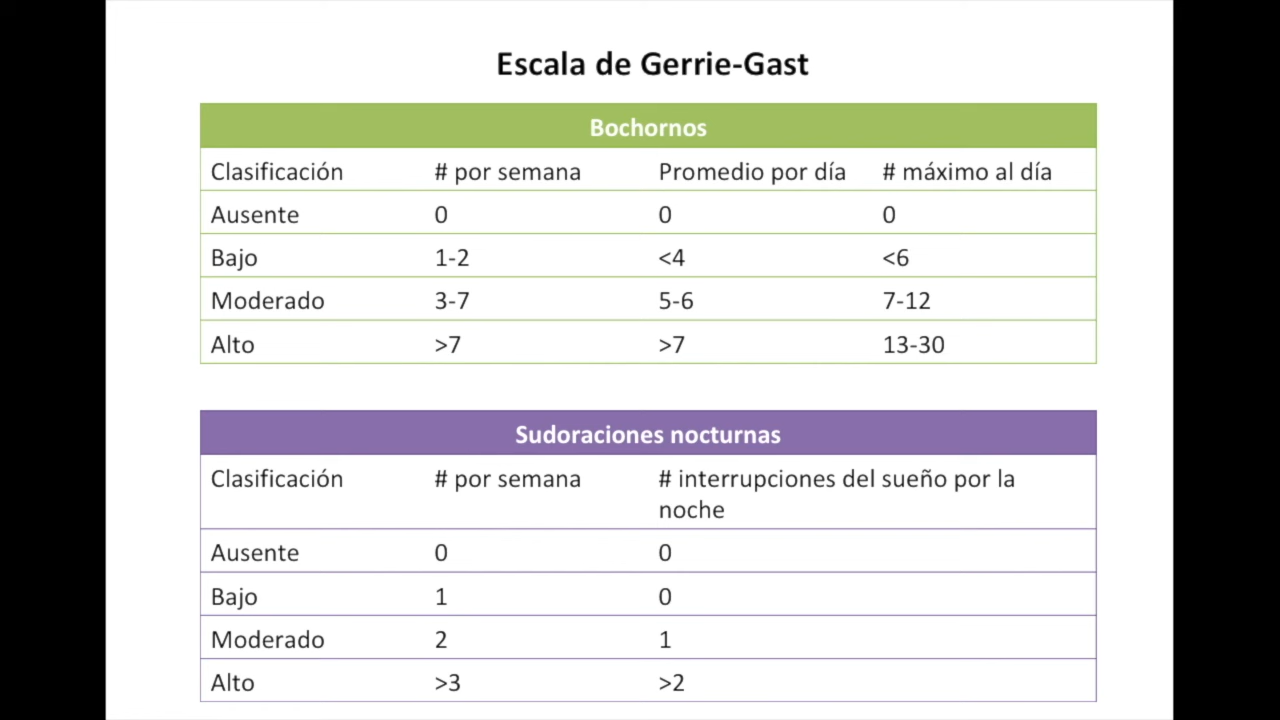 Escala de Gerrie-Gast
Bochornos
Clasificación # por semana Promedio por día # máximo al día
Ausente 0 0 0
Bajo 1-2 <4 <6
Moderado 3-7 5-6 7-12
Alto >7 >7 13-30
Sudoraciones nocturnas
Clasificación # por semana # interrupciones del sueño por la
noche
Ausente 0 0
Bajo 1 0
Moderado 2 1
Alto >3 >2